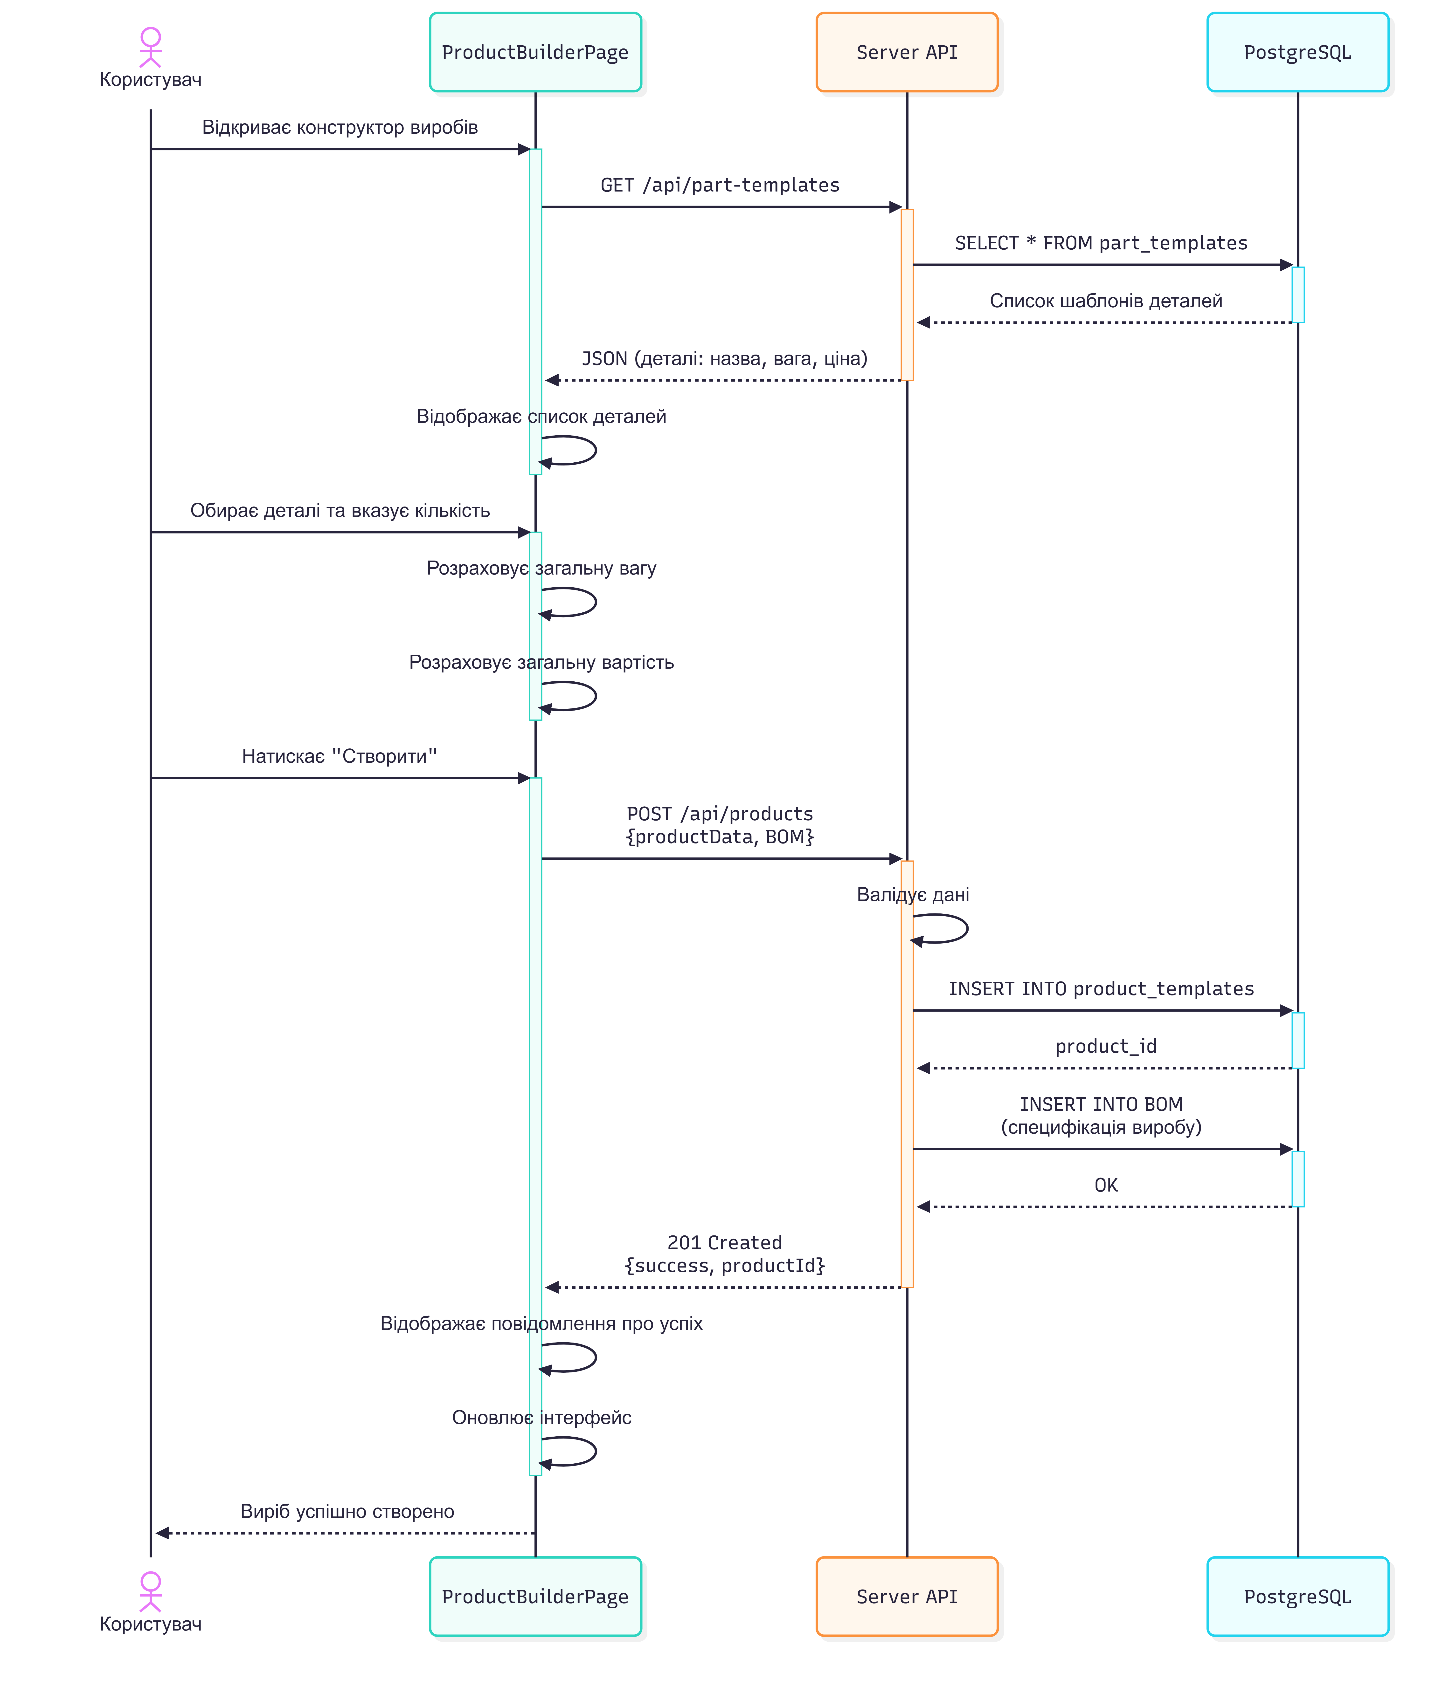 Користувач
ProductBuilderPage
Server API
PostgreSQL
Відкриває конструктор виробів
GET /api/part-templates
SELECT * FROM part_templates
Список шаблонів деталей
JSON (деталі: назва, вага, ціна)
Відображає список деталей
Обирає деталі та вказує кількість
Розраховує загальну вагу
Розраховує загальну вартість
Натискає "Створити"
POST /api/products
{productData, BOM}
Валідує дані
INSERT INTO product_templates
product_id
INSERT INTO BOM
(специфікація виробу)
OK
201 Created
{success, productId}
Відображає повідомлення про успіх
Оновлює інтерфейс
Виріб успішно створено
Користувач
ProductBuilderPage
Server API
PostgreSQL